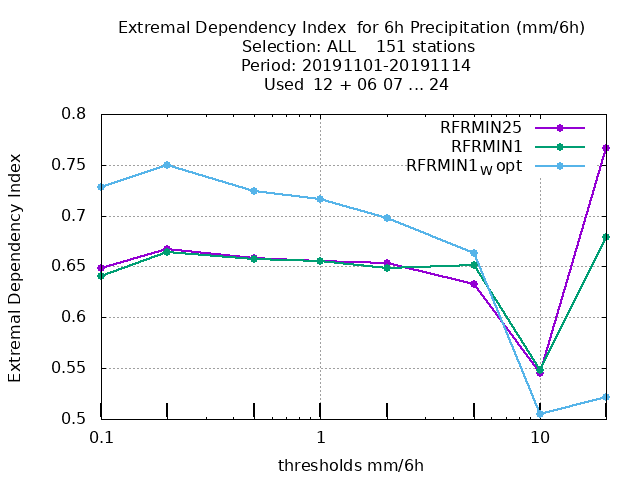 Extremal Dependency Index  for 6h Precipitation (mm/6h)
Selection: ALL    151 stations
Period: 20191101-20191114
Used  12 + 06 07 ... 24
RFRMIN25
RFRMIN1
RFRMIN1W opt
Extremal Dependency Index
0.8
0.75
0.7
0.65
0.6
0.55
0.5
0.1
1
10
thresholds mm/6h